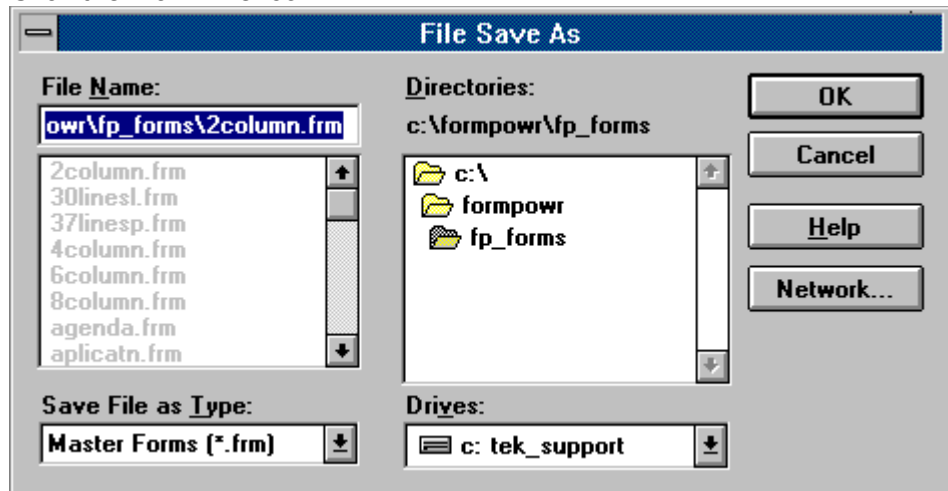 File Save As
File Name:
owr\fp_forms\2column.frm
2column.frm
30linesl.frm
37linesp.frm
4column.frm
6column.frm
8column.frm
agenda.frm
aplicatn.frm
Save File as Type:
Master Forms (*.frm)
Directories:
c:\formpowr\fp_forms
c:\
formpowr
fp_forms
Drives:
c: tek_support
OK
Cancel
Help
Network...